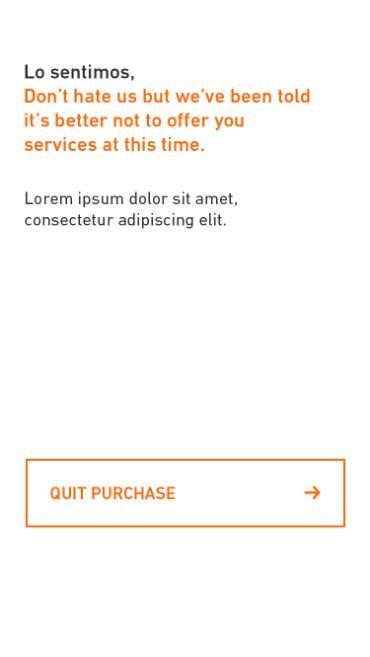 Lo sentimos,
Don't hate us but we've been told
it's better not to offer you
services at this time.
Lorem ipsum dolor sit amet,
consectetur adipiscing elit.
QUIT PURCHASE →